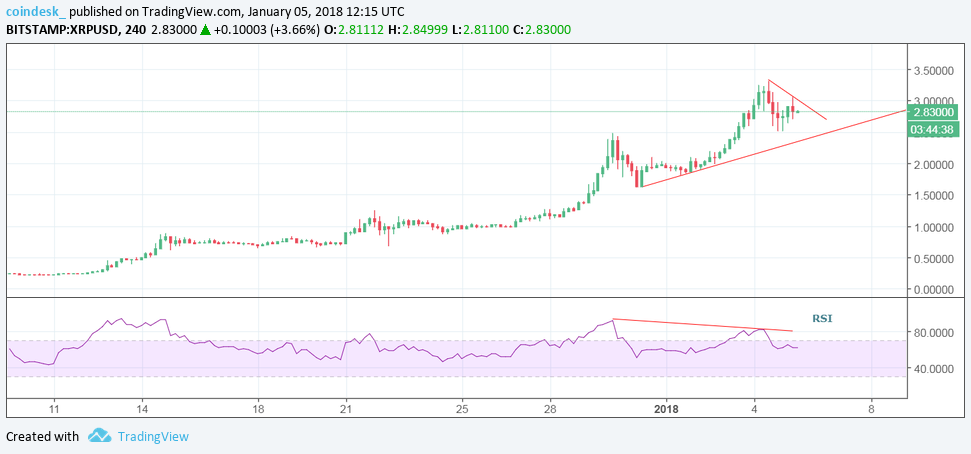 coindesk_ published on TradingView.com, January 05, 2018 12:15 UTC
BITSTAMP:XRPUSD, 240 2.83000 ▲ +0.10003 (+3.66%) O:2.81112 H:2.84999 L:2.81100 C:2.83000
3.50000
3.00000
2.83000
03:44:38
2.00000
1.50000
1.00000
0.50000
0.00000
RSI
80.0000
40.0000
11 14 18 21 25 28 2018 4 8
Created with TradingView